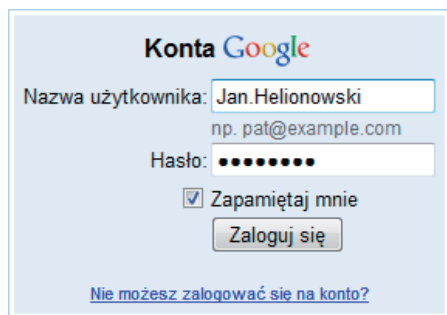 Konta Google
Nazwa użytkownika: Jan.Helionowski
np. pat@example.com
Hasło: ●●●●●●●●
Zapamiętaj mnie
Zaloguj się
Nie możesz zalogować się na konto?